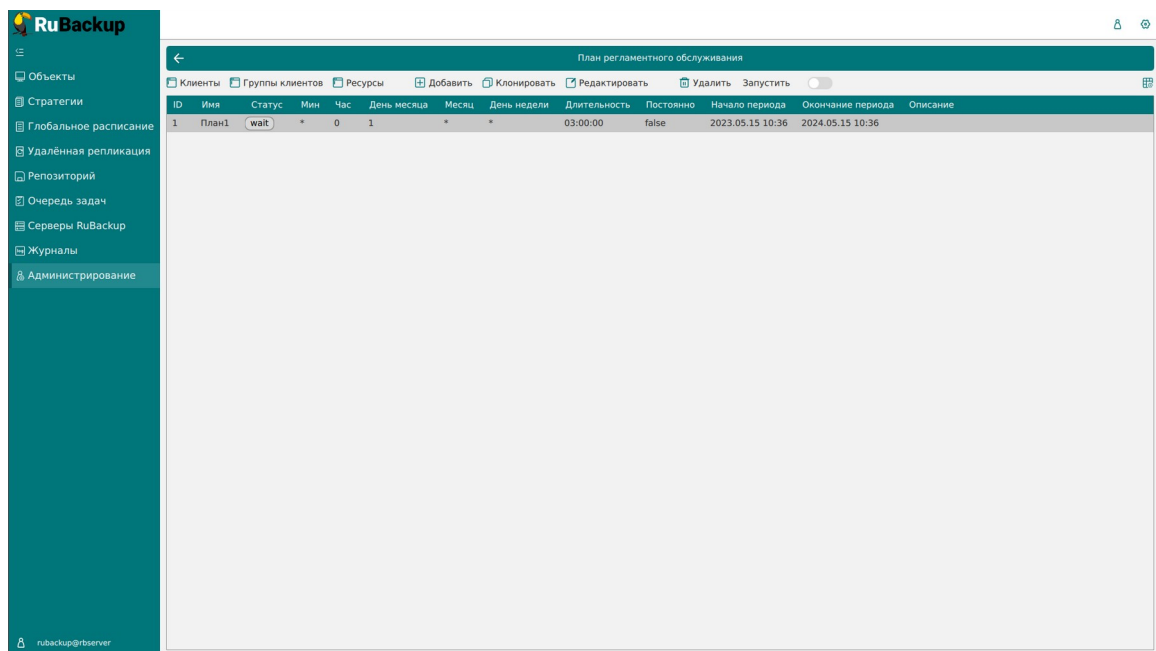 RuBackup
Объекты
Стратегии
Глобальное расписание
Удалённая репликация
Репозиторий
Очередь задач
Серверы RuBackup
Журналы
Администрирование
rubackup@rbserver
План регламентного обслуживания
Клиенты Группы клиентов Ресурсы Добавить Клонировать Редактировать Удалить Запустить
ID Имя Статус Мин Час День месяца Месяц День недели Длительность Постоянно Начало периода Окончание периода Описание
1 План1 wait * 0 1 * * 03:00:00 false 2023.05.15 10:36 2024.05.15 10:36